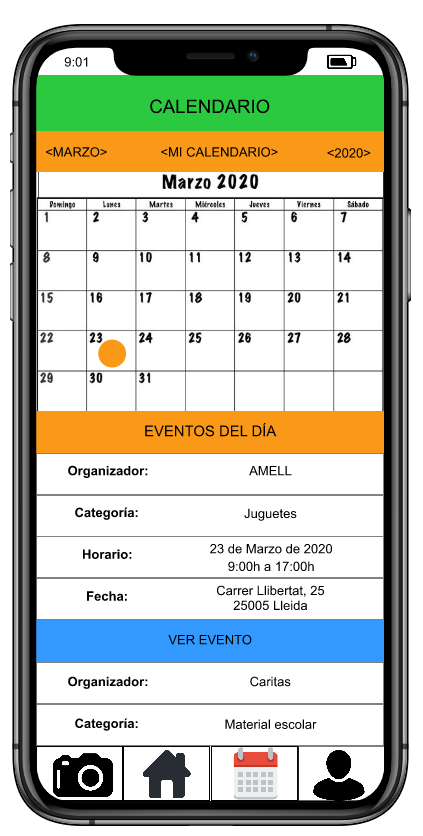 9:01
CALENDARIO
<MARZO> <MI CALENDARIO> <2020>
Marzo 2020
Domingo Lunes Martes Miércoles Jueves Viernes Sábado
1 2 3 4 5 6 7
8 9 10 11 12 13 14
15 16 17 18 19 20 21
22 23 24 25 26 27 28
29 30 31
EVENTOS DEL DÍA
Organizador: AMELL
Categoría: Juguetes
Horario: 23 de Marzo de 2020
9:00h a 17:00h
Fecha: Carrer Llibertat, 25
25005 Lleida
VER EVENTO
Organizador: Caritas
Categoría: Material escolar